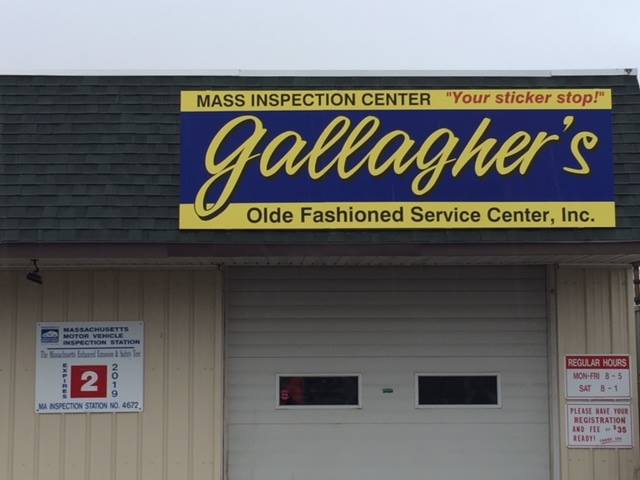 MASS INSPECTION CENTER "Your sticker stop!"
Gallagher's
Olde Fashioned Service Center, Inc.
MASSACHUSETTS
MOTOR VEHICLE
INSPECTION STATION
The Massachusetts Enhanced Emission & Safety Test
EXPIRES 2 2019
MA INSPECTION STATION NO. 4672
REGULAR HOURS
MON-FRI 8-5
SAT 8-1
PLEASE HAVE YOUR
REGISTRATION
AND FEE OF $35
READY!